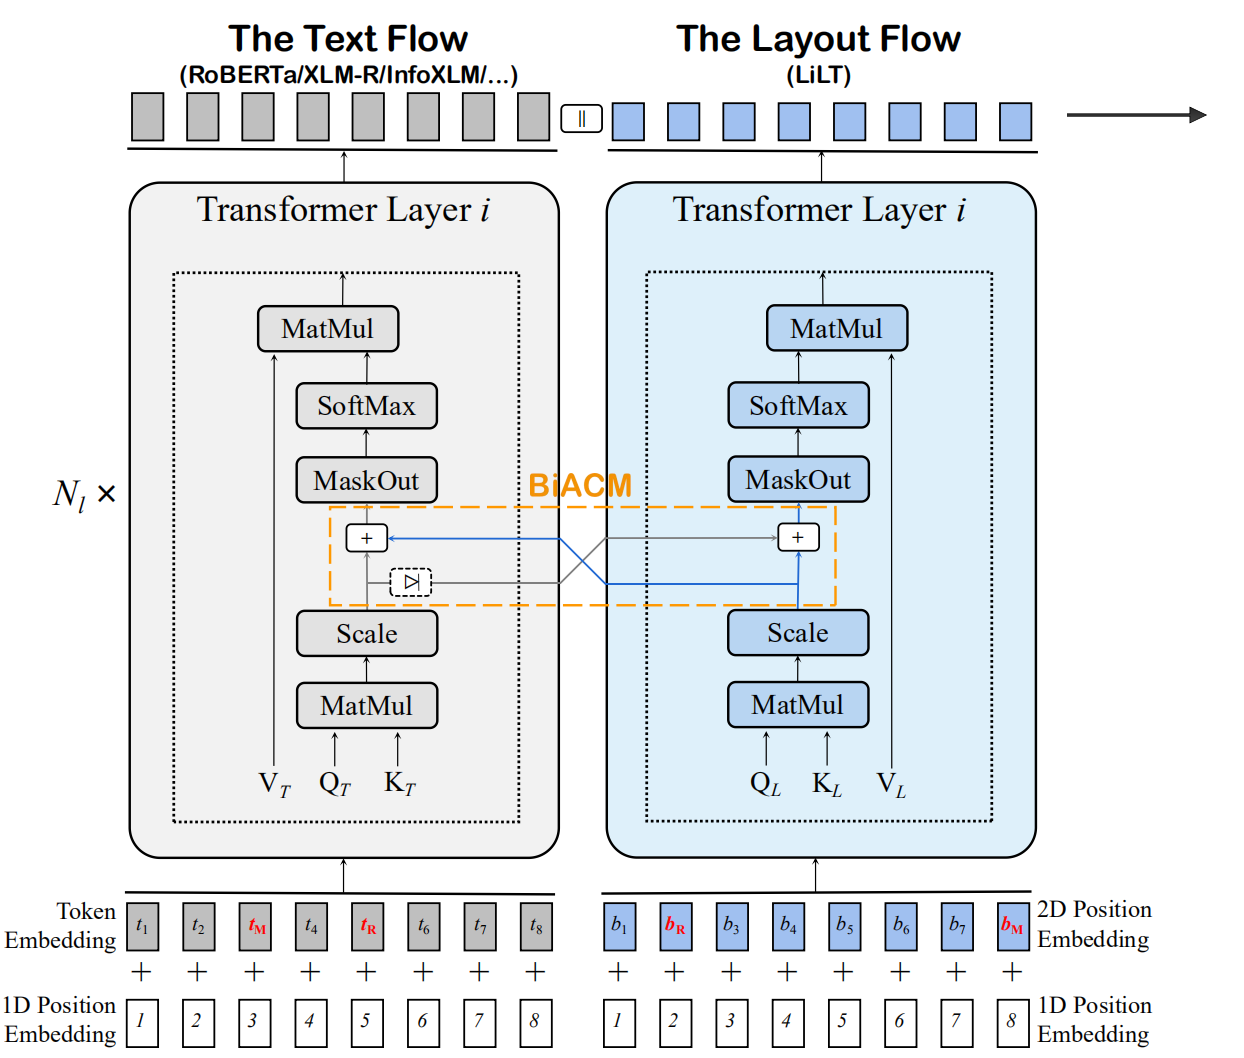 The Text Flow
(RoBERTa/XLM-R/InfoXLM/...)
The Layout Flow
(LiLT)
||
Transformer Layer i
MatMul
SoftMax
MaskOut
+
Scale
MatMul
V_T Q_T K_T
N_l ×
BiACM
Transformer Layer i
MatMul
SoftMax
MaskOut
+
Scale
MatMul
Q_L K_L V_L
Token
Embedding
t_1 t_2 t_M t_4 t_R t_6 t_7 t_8
b_1 b_R b_3 b_4 b_5 b_6 b_7 b_M
2D Position
Embedding
+ + + + + + + +
+ + + + + + + +
1D Position
Embedding
1 2 3 4 5 6 7 8
1 2 3 4 5 6 7 8
1D Position
Embedding